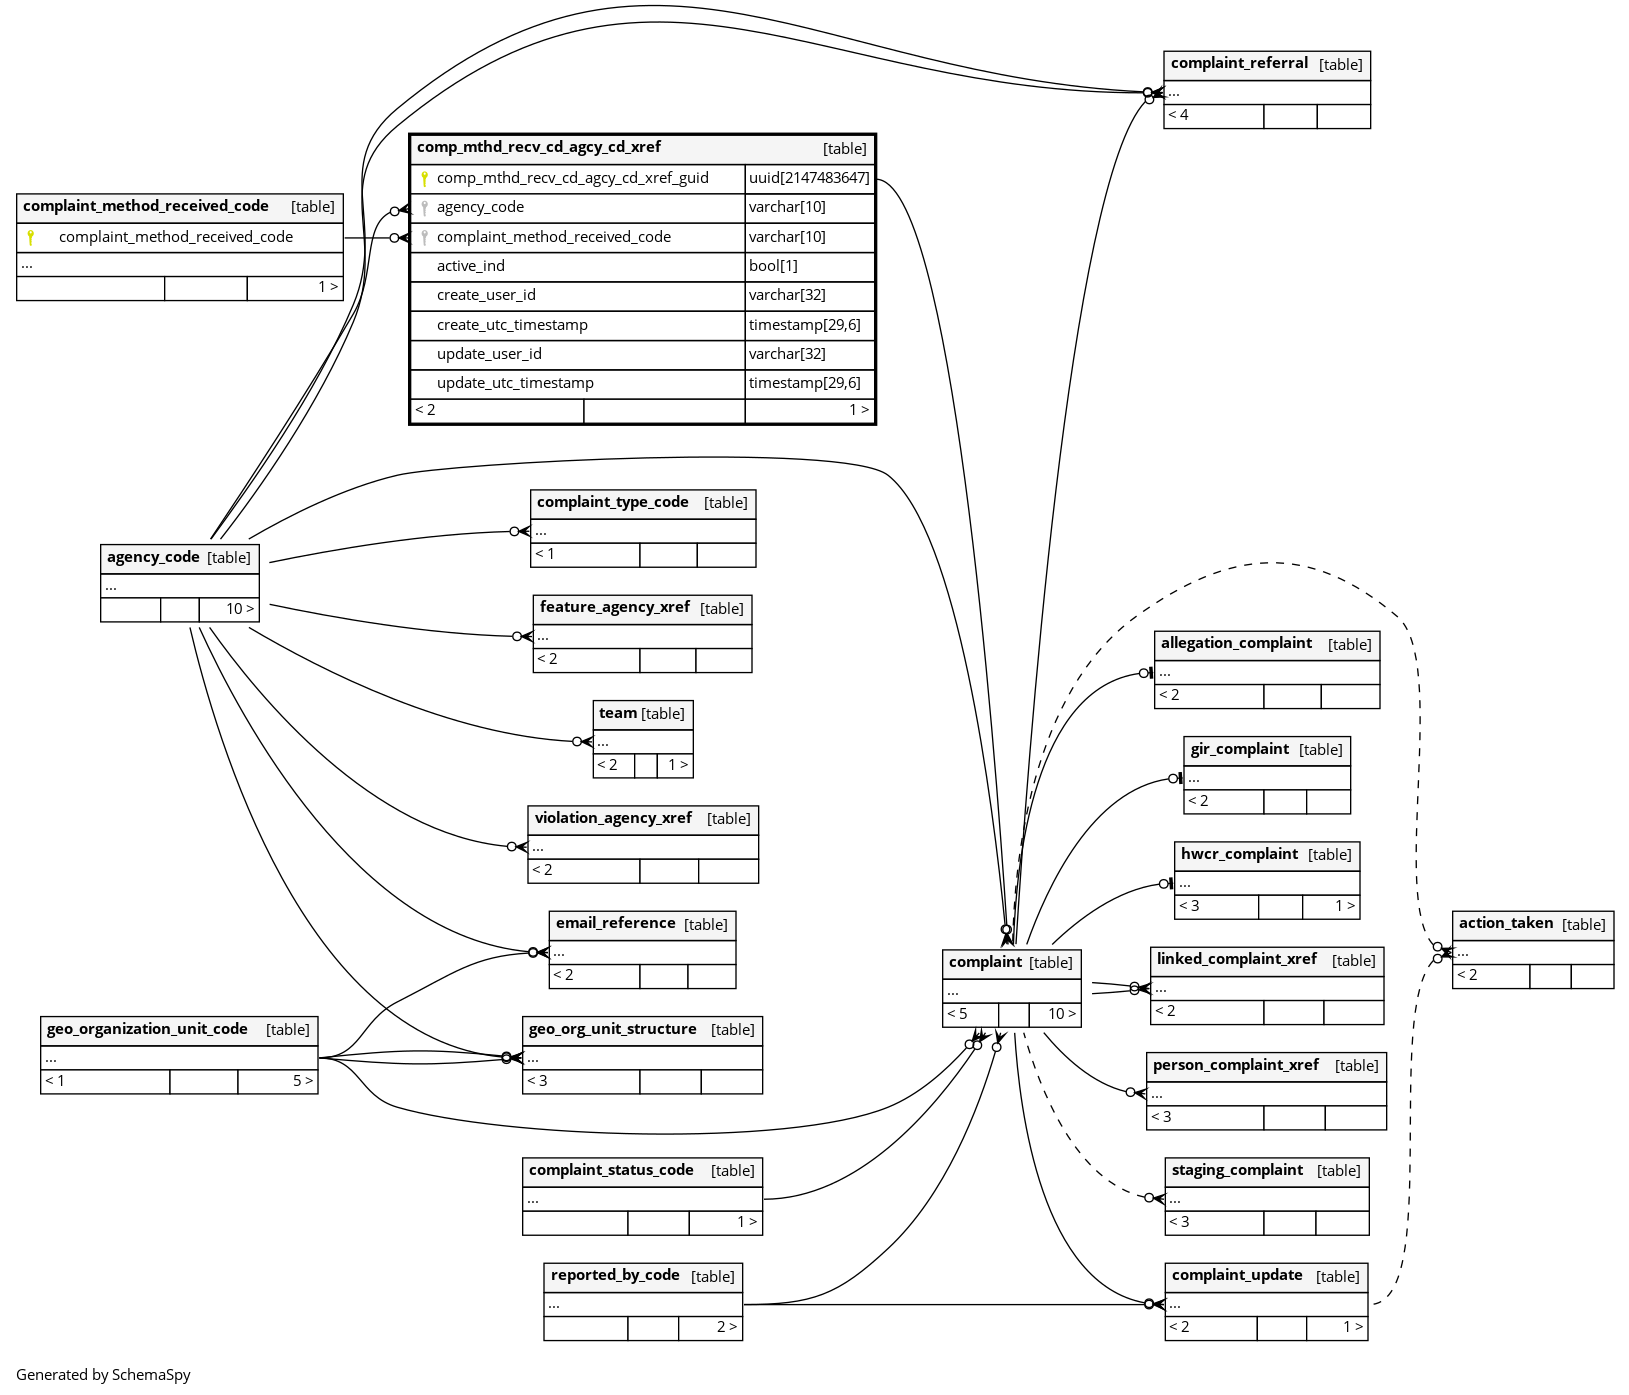 complaint_referral [table]
...
< 4
comp_mthd_recv_cd_agcy_cd_xref [table]
comp_mthd_recv_cd_agcy_cd_xref_guid uuid[2147483647]
agency_code varchar[10]
complaint_method_received_code varchar[10]
active_ind bool[1]
create_user_id varchar[32]
create_utc_timestamp timestamp[29,6]
update_user_id varchar[32]
update_utc_timestamp timestamp[29,6]
< 2 1 >
complaint_method_received_code [table]
complaint_method_received_code
...
1 >
complaint_type_code [table]
...
< 1
agency_code [table]
...
10 >
feature_agency_xref [table]
...
< 2
allegation_complaint [table]
...
< 2
team [table]
...
< 2 1 >
gir_complaint [table]
...
< 2
violation_agency_xref [table]
...
< 2
hwcr_complaint [table]
...
< 3 1 >
email_reference [table]
...
< 2
action_taken [table]
...
< 2
complaint [table]
...
< 5 10 >
linked_complaint_xref [table]
...
< 2
geo_organization_unit_code [table]
...
< 1 5 >
geo_org_unit_structure [table]
...
< 3
person_complaint_xref [table]
...
< 3
complaint_status_code [table]
...
1 >
staging_complaint [table]
...
< 3
reported_by_code [table]
...
2 >
complaint_update [table]
...
< 2 1 >
Generated by SchemaSpy